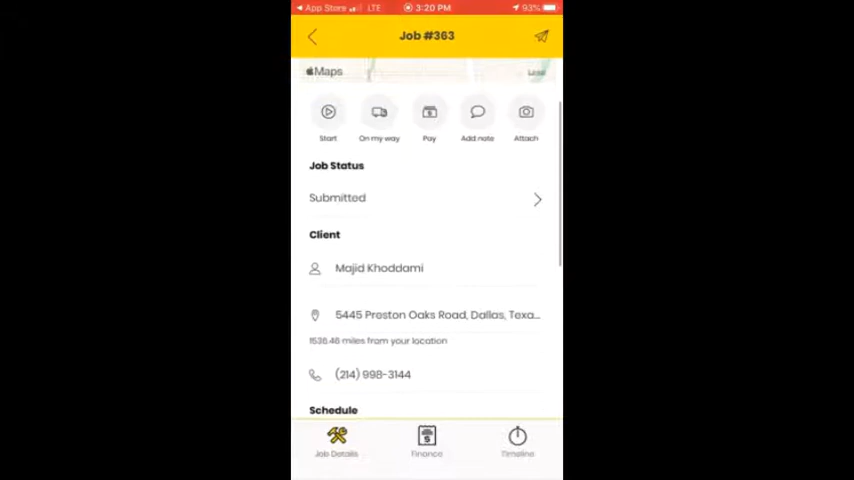 App Store LTE 3:20 PM 93%
Job #363
Maps
Legal
Start On my way Pay Add note Attach
Job Status
Submitted
Client
Majid Khoddami
5445 Preston Oaks Road, Dallas, Texa...
1536.46 miles from your location
(214) 998-3144
Schedule
Job Details Finance Timeline